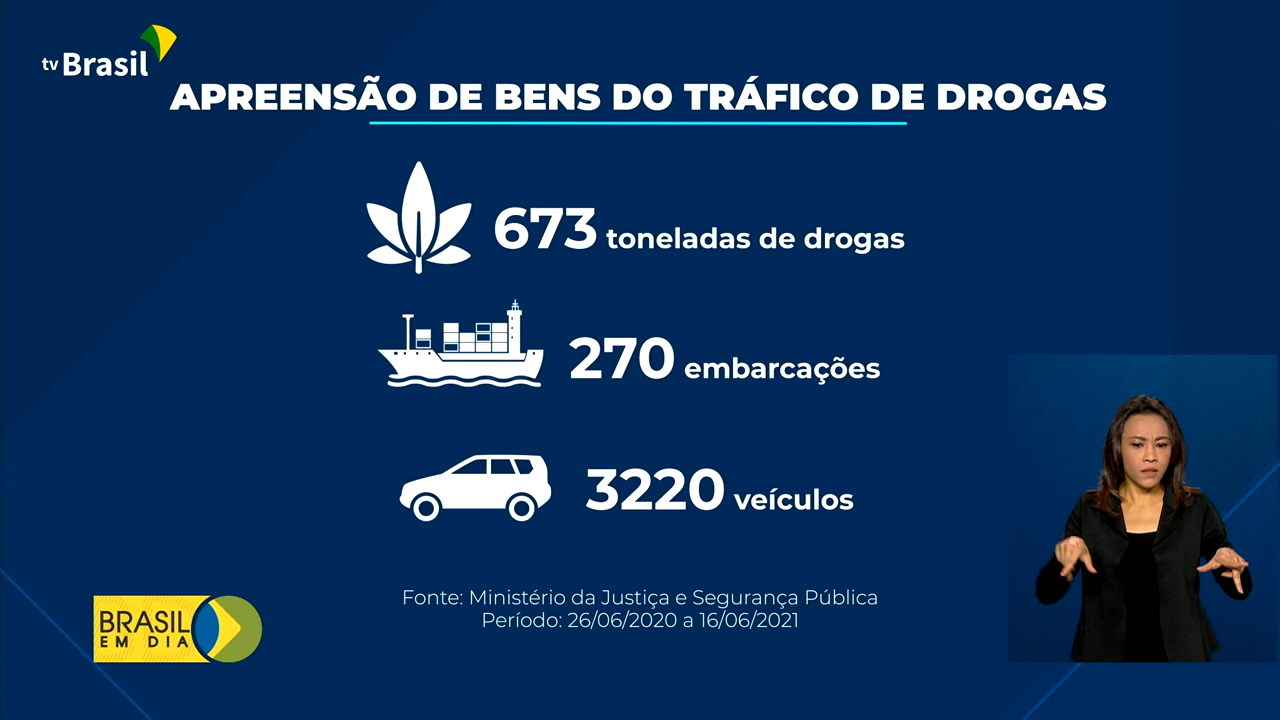 tv Brasil
APREENSÃO DE BENS DO TRÁFICO DE DROGAS
673 toneladas de drogas
270 embarcações
3220 veículos
Fonte: Ministério da Justiça e Segurança Pública
Período: 26/06/2020 a 16/06/2021
BRASIL
EM DIA